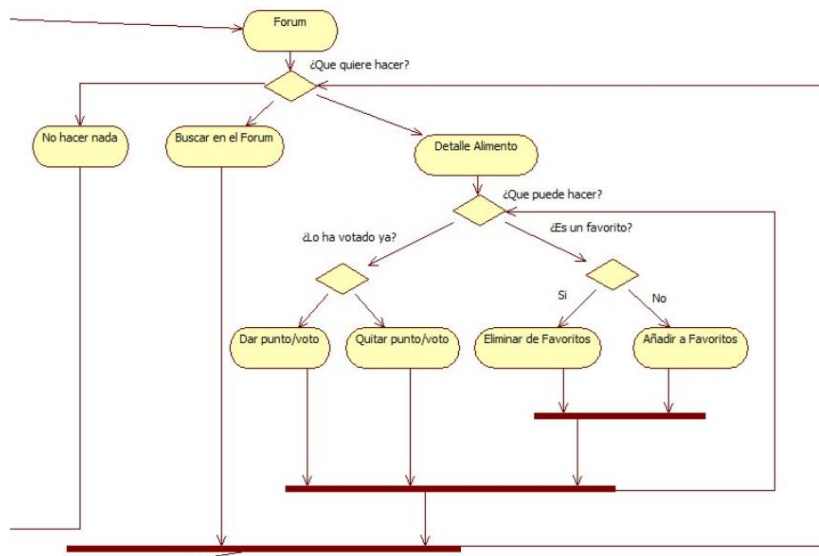 Forum
¿Que quiere hacer?
No hacer nada
Buscar en el Forum
Detalle Alimento
¿Que puede hacer?
¿Lo ha votado ya?
¿Es un favorito?
Si
No
Dar punto/voto
Quitar punto/voto
Eliminar de Favoritos
Añadir a Favoritos